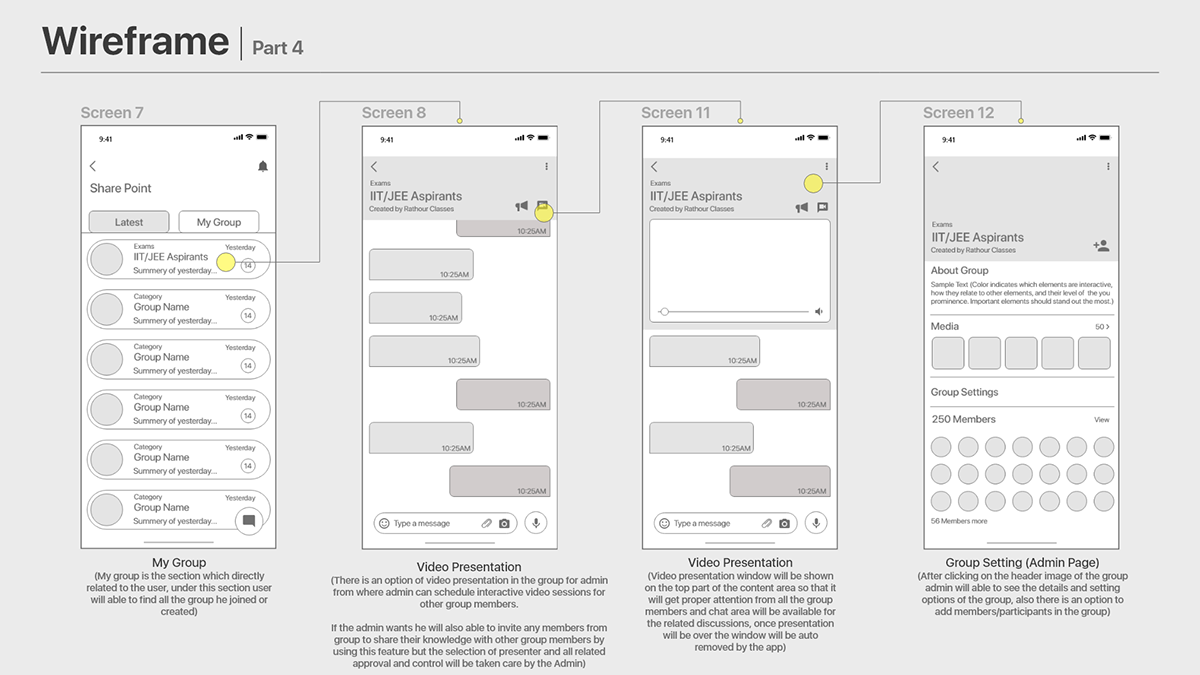 Wireframe | Part 4
Screen 7
9:41
Share Point
Latest
My Group
Exams
Yesterday
IIT/JEE Aspirants
14
Summery of yesterday...
Category
Yesterday
Group Name
14
Summery of yesterday...
Category
Yesterday
Group Name
14
Summery of yesterday...
Category
Yesterday
Group Name
14
Summery of yesterday...
Category
Yesterday
Group Name
14
Summery of yesterday...
Category
Yesterday
Group Name
Summery of yesterday...
My Group
(My group is the section which directly
related to the user, under this section user
will able to find all the group he joined or
created)
Screen 8
9:41
Exams
IIT/JEE Aspirants
Created by Rathour Classes
10:25AM
10:25AM
10:25AM
10:25AM
10:25AM
10:25AM
10:25AM
Type a message
Video Presentation
(There is an option of video presentation in the group for admin
from where admin can schedule interactive video sessions for
other group members.
If the admin wants he will also able to invite any members from
group to share their knowledge with other group members by
using this feature but the selection of presenter and all related
approval and control will be taken care by the Admin)
Screen 11
9:41
Exams
IIT/JEE Aspirants
Created by Rathour Classes
10:25AM
10:25AM
10:25AM
10:25AM
Type a message
Video Presentation
(Video presentation window will be shown
on the top part of the content area so that it
will get proper attention from all the group
members and chat area will be available for
the related discussions, once presentation
will be over the window will be auto
removed by the app)
Screen 12
9:41
Exams
IIT/JEE Aspirants
Created by Rathour Classes
About Group
Sample Text (Color indicates which elements are interactive,
how they relate to other elements, and their level of the you
prominence. Important elements should stand out the most.)
Media
50 >
Group Settings
250 Members
View
56 Members more
Group Setting (Admin Page)
(After clicking on the header image of the group
admin will able to see the details and setting
options of the group, also there is an option to
add members/participants in the group)